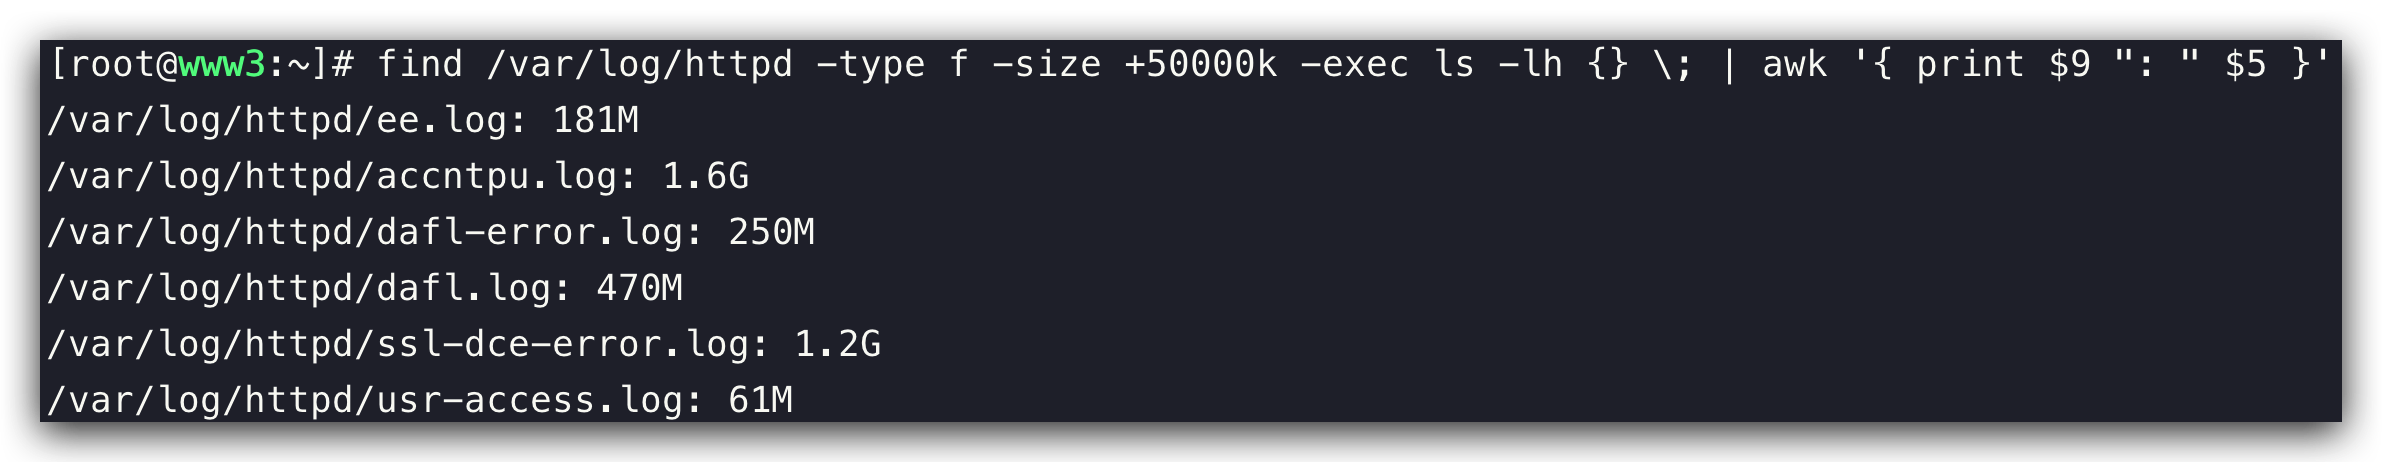 [root@www3:~]# find /var/log/httpd -type f -size +50000k -exec ls -lh {} \; | awk '{ print $9 ": " $5 }'
/var/log/httpd/ee.log: 181M
/var/log/httpd/accntpu.log: 1.6G
/var/log/httpd/dafl-error.log: 250M
/var/log/httpd/dafl.log: 470M
/var/log/httpd/ssl-dce-error.log: 1.2G
/var/log/httpd/usr-access.log: 61M